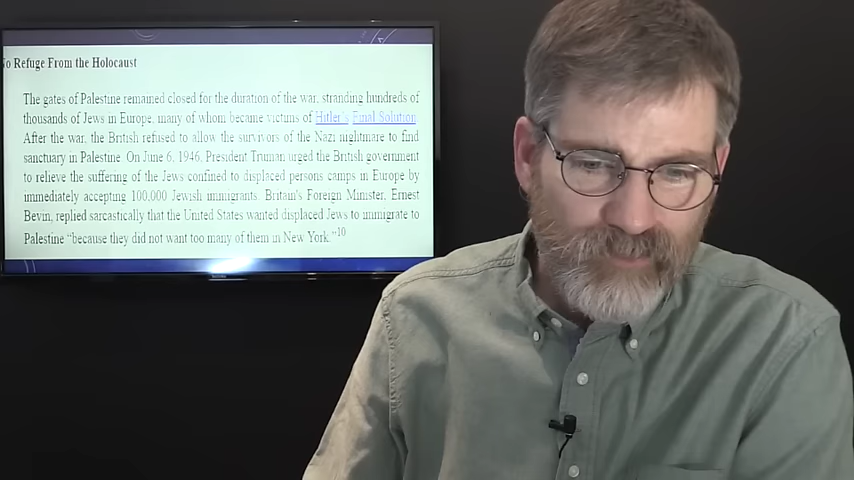 No Refuge From the Holocaust
The gates of Palestine remained closed for the duration of the war, stranding hundreds of
thousands of Jews in Europe, many of whom became victims of Hitler's Final Solution
After the war, the British refused to allow the survivors of the Nazi nightmare to find
sanctuary in Palestine. On June 6, 1946, President Truman urged the British government
to relieve the suffering of the Jews confined to displaced persons camps in Europe by
immediately accepting 100,000 Jewish immigrants. Britain's Foreign Minister, Ernest
Bevin, replied sarcastically that the United States wanted displaced Jews to immigrate to
Palestine “because they did not want too many of them in New York.”10